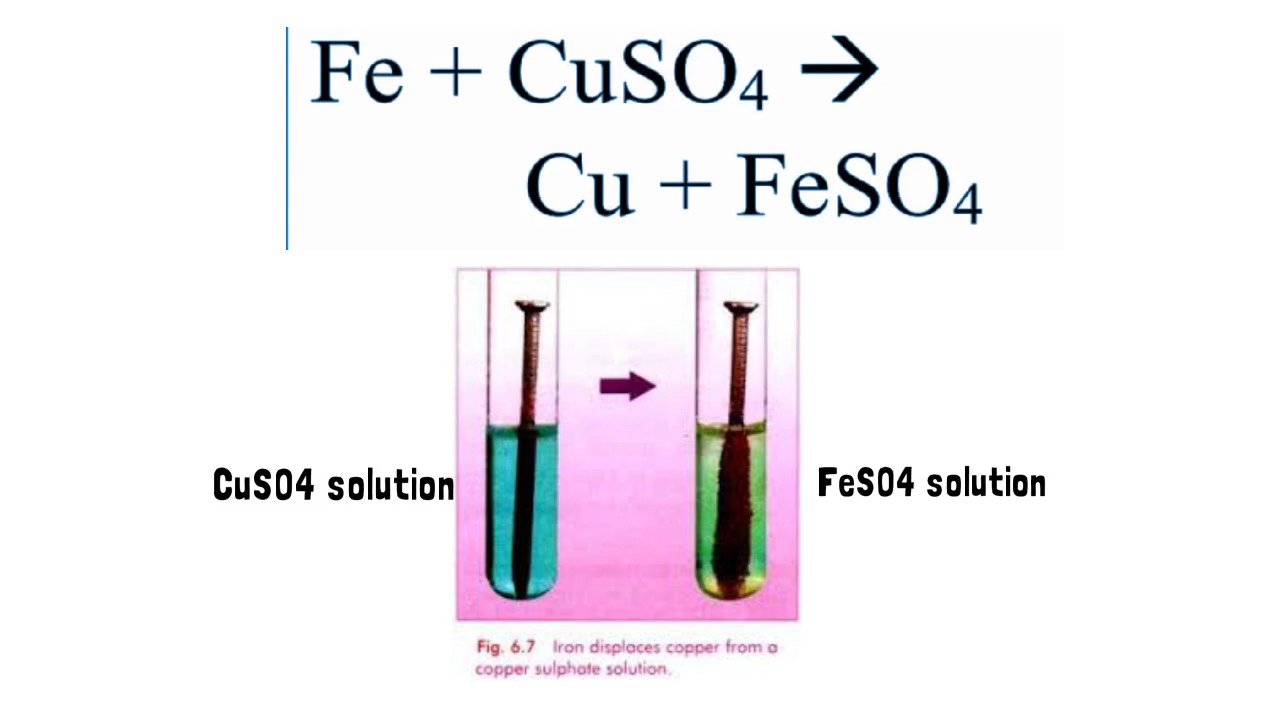 Fe + CuSO₄ →
Cu + FeSO₄
CuSO4 solution
FeSO4 solution
Fig. 6.7 Iron displaces copper from a
copper sulphate solution.